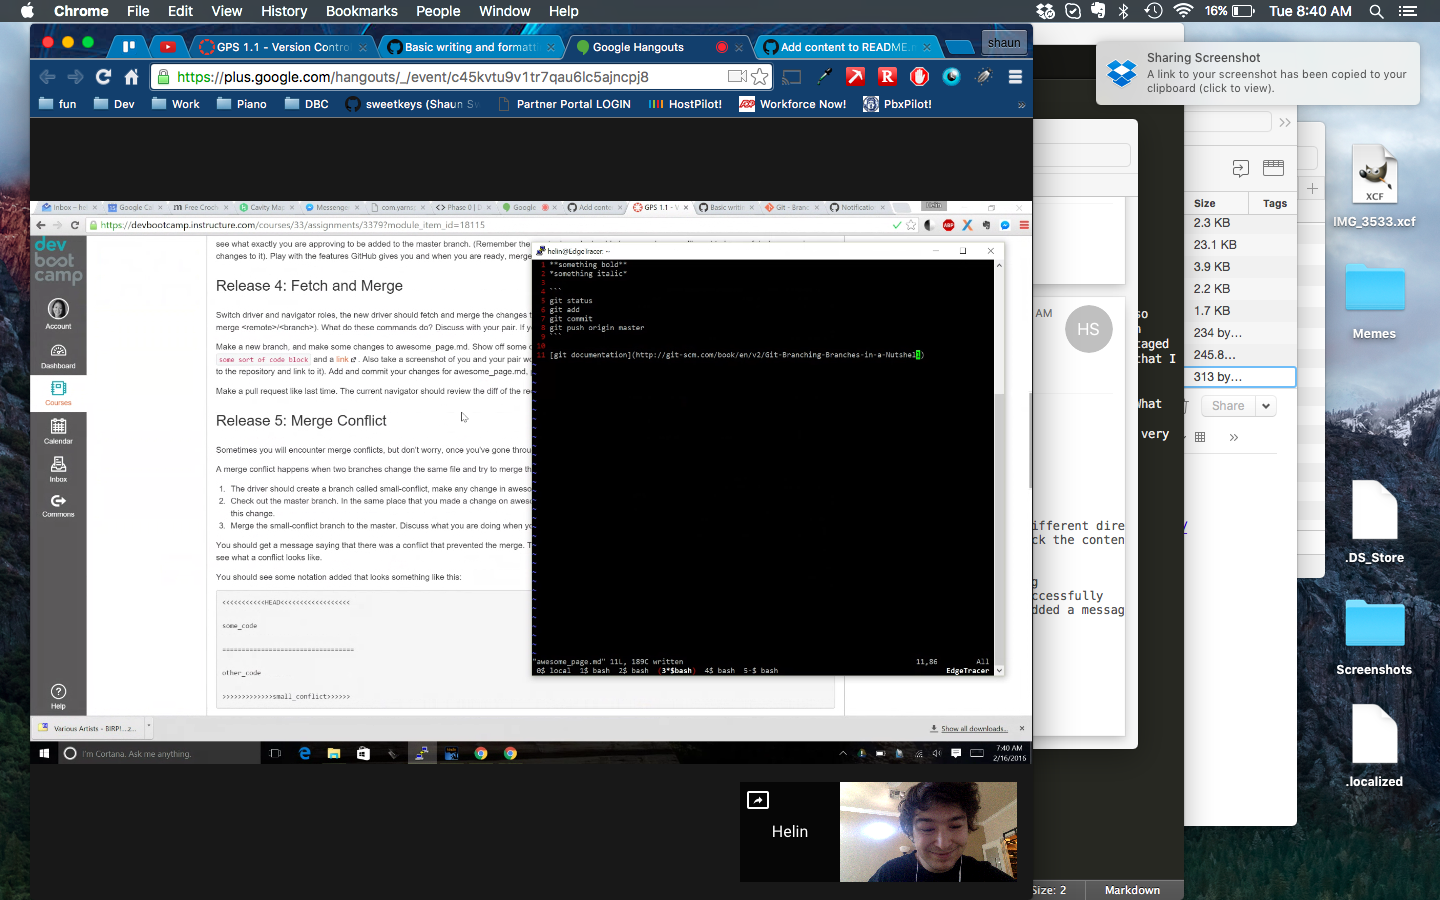 Chrome File Edit View History Bookmarks People Window Help
16% Tue 8:40 AM
GPS 1.1 - Version Contro
Basic writing and formatt
Google Hangouts
Add content to README.m
shaun
https://plus.google.com/hangouts/_/event/c45kvtu9v1tr7qau6lc5ajncpj8
fun Dev Work Piano DBC sweetkeys (Shaun Sw Partner Portal LOGIN HostPilot! Workforce Now! PbxPilot! »
Sharing Screenshot
A link to your screenshot has been copied to your
clipboard (click to view).
https://devbootcamp.instructure.com/courses/33/assignments/3379?module_item_id=18115
dev
boot
camp
Account
Dashboard
Courses
Calendar
Inbox
Commons
Help
see what exactly you are approving to be added to the master branch. (Remember the
changes to it). Play with the features GitHub gives you and when you are ready, merge
Release 4: Fetch and Merge
Switch driver and navigator roles, the new driver should fetch and merge the changes t
merge <remote>/<branch>). What do these commands do? Discuss with your pair. If y
Make a new branch, and make some changes to awesome_page.md. Show off some o
some sort of code block and a link . Also take a screenshot of you and your pair wo
to the repository and link to it). Add and commit your changes for awesome_page.md,
Make a pull request like last time. The current navigator should review the diff of the re
Release 5: Merge Conflict
Sometimes you will encounter merge conflicts, but don't worry, once you've gone throu
A merge conflict happens when two branches change the same file and try to merge th
1. The driver should create a branch called small-conflict, make any change in aweso
2. Check out the master branch. In the same place that you made a change on aweso
this change.
3. Merge the small-conflict branch to the master. Discuss what you are doing when yo
You should get a message saying that there was a conflict that prevented the merge. T
see what a conflict looks like.
You should see some notation added that looks something like this:
<<<<<<<<<<<HEAD<<<<<<<<<<<<<<<<<<
some_code
==================================
other_code
>>>>>>>>>>>>>small_conflict>>>>>>
helin@EdgeTracer: ~
1 **something bold**
2 *something italic*
3
4 ```
5 git status
6 git add
7 git commit
8 git push origin master
9 ```
10
11 [git documentation](http://git-scm.com/book/en/v2/Git-Branching-Branches-in-a-Nutshell)
"awesome_page.md" 11L, 189C written 11,86 All
0$ local 1$ bash 2$ bash (3*$bash) 4$ bash 5-$ bash EdgeTracer
Various Artists - BIRP!...z...
Show all downloads...
I'm Cortana. Ask me anything.
7:40 AM
2/16/2016
Helin
AM
HS
so
taged
that I
What
very
ifferent dire
ck the conten
g
ccessfully
dded a messag
Size: 2 Markdown
Size Tags
2.3 KB
23.1 KB
3.9 KB
2.2 KB
1.7 KB
234 by...
245.8...
313 by...
Share
XCF
IMG_3533.xcf
Memes
.DS_Store
Screenshots
.localized